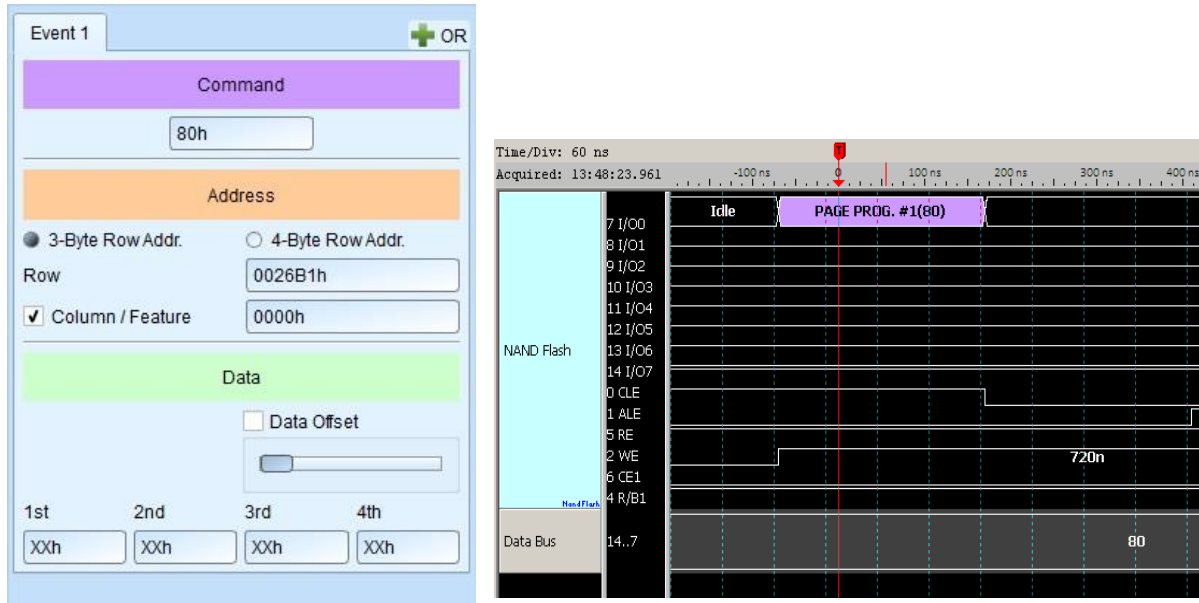 Event 1
OR
Command
80h
Address
3-Byte Row Addr.
4-Byte Row Addr.
Row
0026B1h
Column / Feature
0000h
Data
Data Offset
1st
2nd
3rd
4th
XXh
XXh
XXh
XXh
Time/Div: 60 ns
T
Acquired: 13:48:23.961
-100 ns
0
100 ns
200 ns
300 ns
400 ns
Idle
PAGE PROG. #1(80)
7 I/O0
8 I/O1
9 I/O2
10 I/O3
11 I/O4
12 I/O5
NAND Flash
13 I/O6
14 I/O7
0 CLE
1 ALE
5 RE
2 WE
720n
6 CE1
4 R/B1
NandFlash
Data Bus
14..7
80